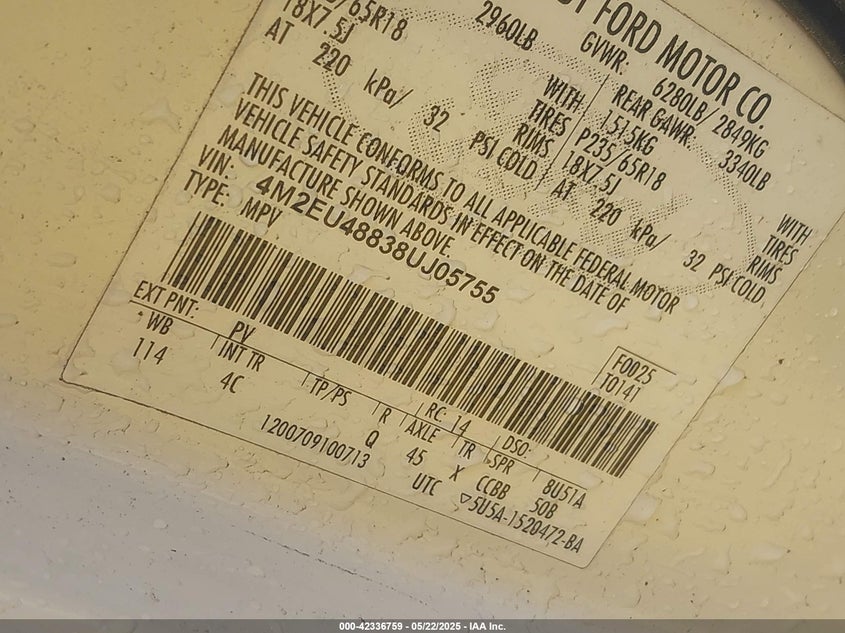 FORD MOTOR CO.
/65R18
2960LB
GVWR:
6280LB/ 2849KG
18X7.5J
WITH
TIRES
RIMS
REAR GAWR:
3340LB
1515KG
WITH
TIRES
RIMS
P235/65R18
18X7.5J
AT 220 kPa/ 32 PSI COLD
AT 220 kPa/ 32 PSI COLD
THIS VEHICLE CONFORMS TO ALL APPLICABLE FEDERAL MOTOR
VEHICLE SAFETY STANDARDS IN EFFECT ON THE DATE OF
MANUFACTURE SHOWN ABOVE
VIN: 4M2EU48838UJ05755
TYPE: MPV
F0025
T0141
EXT PNT: PV RC: 14 DSO:
WB INT TR TP/PS R AXLE TR SPR 8U51A
114 4C Q 45 X CCBB 50B
1200709100713 UTC ▽5U5A-1520472-BA
000-42336759 - 05/22/2025 - IAA Inc.